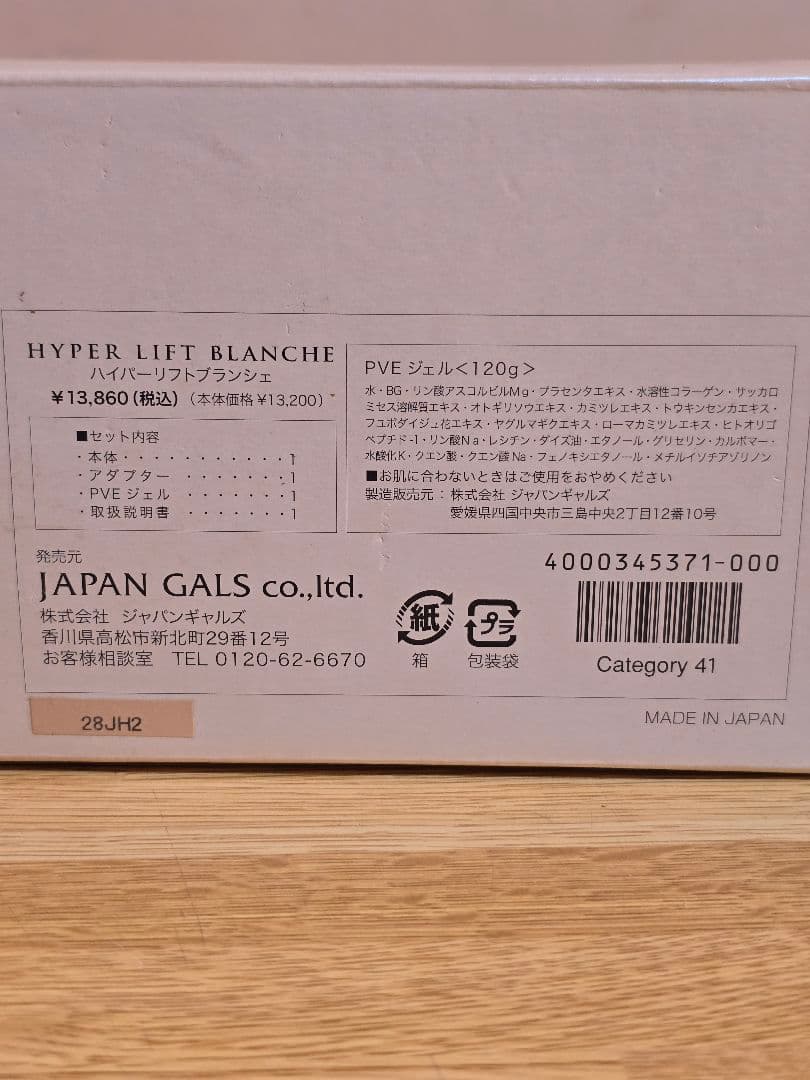 HYPER LIFT BLANCHE
ハイパーリフトブランシェ
￥13,860(税込)(本体価格￥13,200)
■セット内容
・本体・・・・・・・・・・・1
・アダプター・・・・・・・1
・PVE ジェル・・・・・・・1
・取扱説明書・・・・・・・1
PVE ジェル＜120g＞
水・BG・リン酸アスコルビルMg・プラセンタエキス・水溶性コラーゲン・サッカロ
ミセス溶解質エキス・オトギリソウエキス・カミツレエキス・トウキンセンカエキス・
フユボダイジュ花エキス・ヤグルマギクエキス・ローマカミツレエキス・ヒトオリゴ
ペプチド-1・リン酸Na・レシチン・ダイズ油・エタノール・グリセリン・カルボマー・
水酸化K・クエン酸・クエン酸Na・フェノキシエタノール・メチルイソチアゾリノン
■お肌に合わないときはご使用をおやめください
製造販売元：株式会社 ジャパンギャルズ
愛媛県四国中央市三島中央2丁目12番10号
発売元
JAPAN GALS co.,ltd.
株式会社 ジャパンギャルズ
香川県高松市新北町29番12号
お客様相談室 TEL 0120-62-6670
紙
箱
プラ
包装袋
4000345371-000
Category 41
28JH2
MADE IN JAPAN